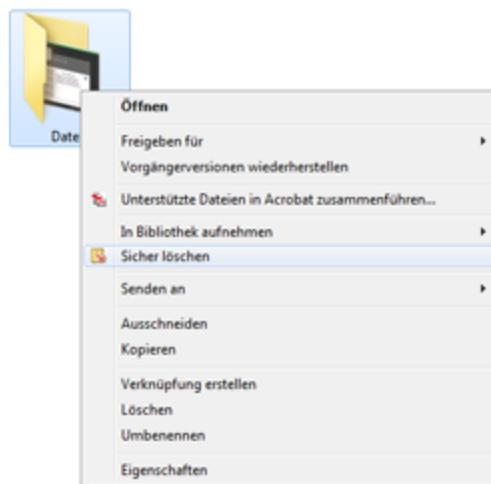 Öffnen
Date
Freigeben für
Vorgängerversionen wiederherstellen
Unterstützte Dateien in Acrobat zusammenführen...
In Bibliothek aufnehmen
Sicher löschen
Senden an
Ausschneiden
Kopieren
Verknüpfung erstellen
Löschen
Umbenennen
Eigenschaften